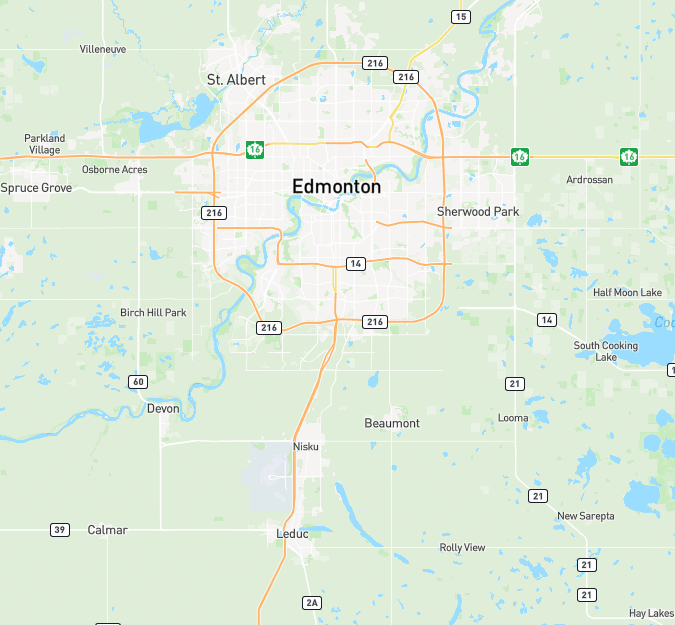 15
Villeneuve
216
216
St. Albert
Parkland
Village
16
16
16
Osborne Acres
Ardrossan
Spruce Grove
Edmonton
216
Sherwood Park
14
Half Moon Lake
Birch Hill Park
216
216
14
Coo
South Cooking
Lake
1
60
21
Devon
Looma
Beaumont
Nisku
21
New Sarepta
39
Calmar
Leduc
Rolly View
21
21
2A
Hay Lakes